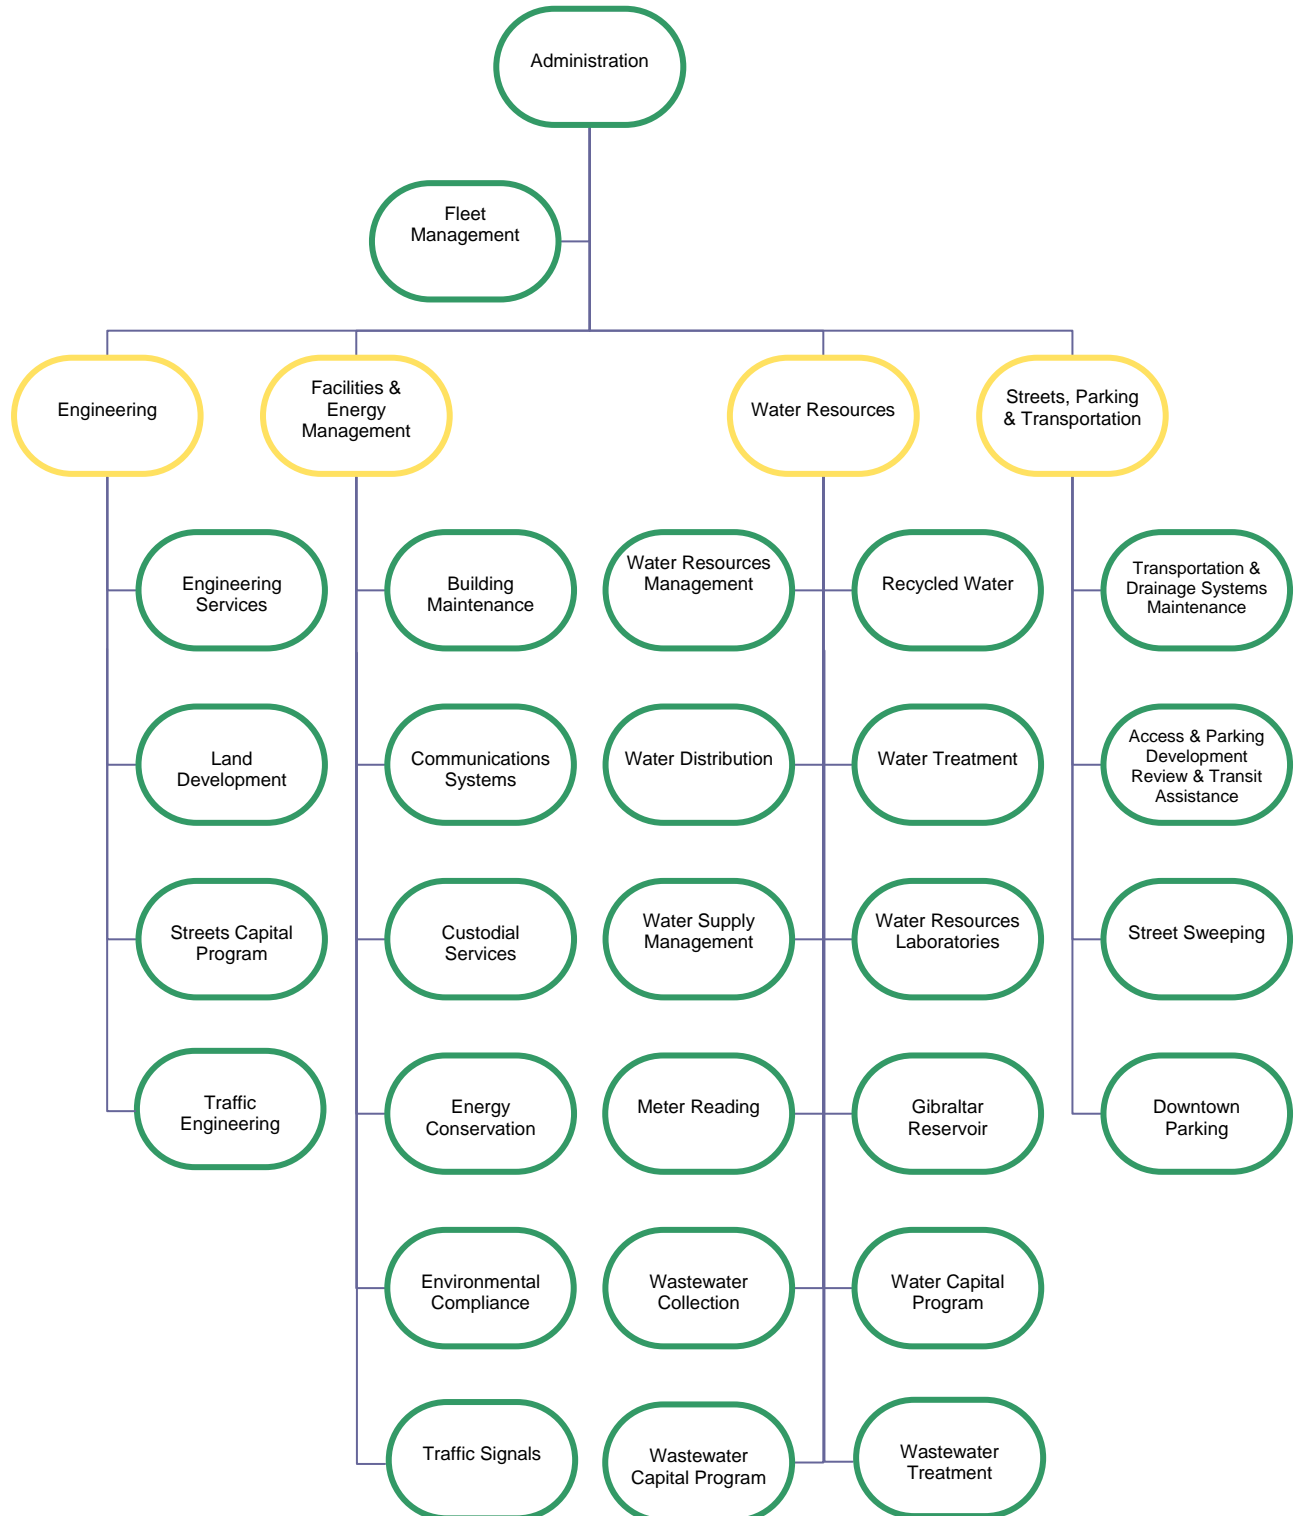 Administration
Fleet
Management
Engineering
Facilities &
Energy
Management
Water Resources
Streets, Parking
& Transportation
Engineering
Services
Building
Maintenance
Water Resources
Management
Recycled Water
Transportation &
Drainage Systems
Maintenance
Land
Development
Communications
Systems
Water Distribution
Water Treatment
Access & Parking
Development
Review & Transit
Assistance
Streets Capital
Program
Custodial
Services
Water Supply
Management
Water Resources
Laboratories
Street Sweeping
Traffic
Engineering
Energy
Conservation
Meter Reading
Gibraltar
Reservoir
Downtown
Parking
Environmental
Compliance
Wastewater
Collection
Water Capital
Program
Traffic Signals
Wastewater
Capital Program
Wastewater
Treatment